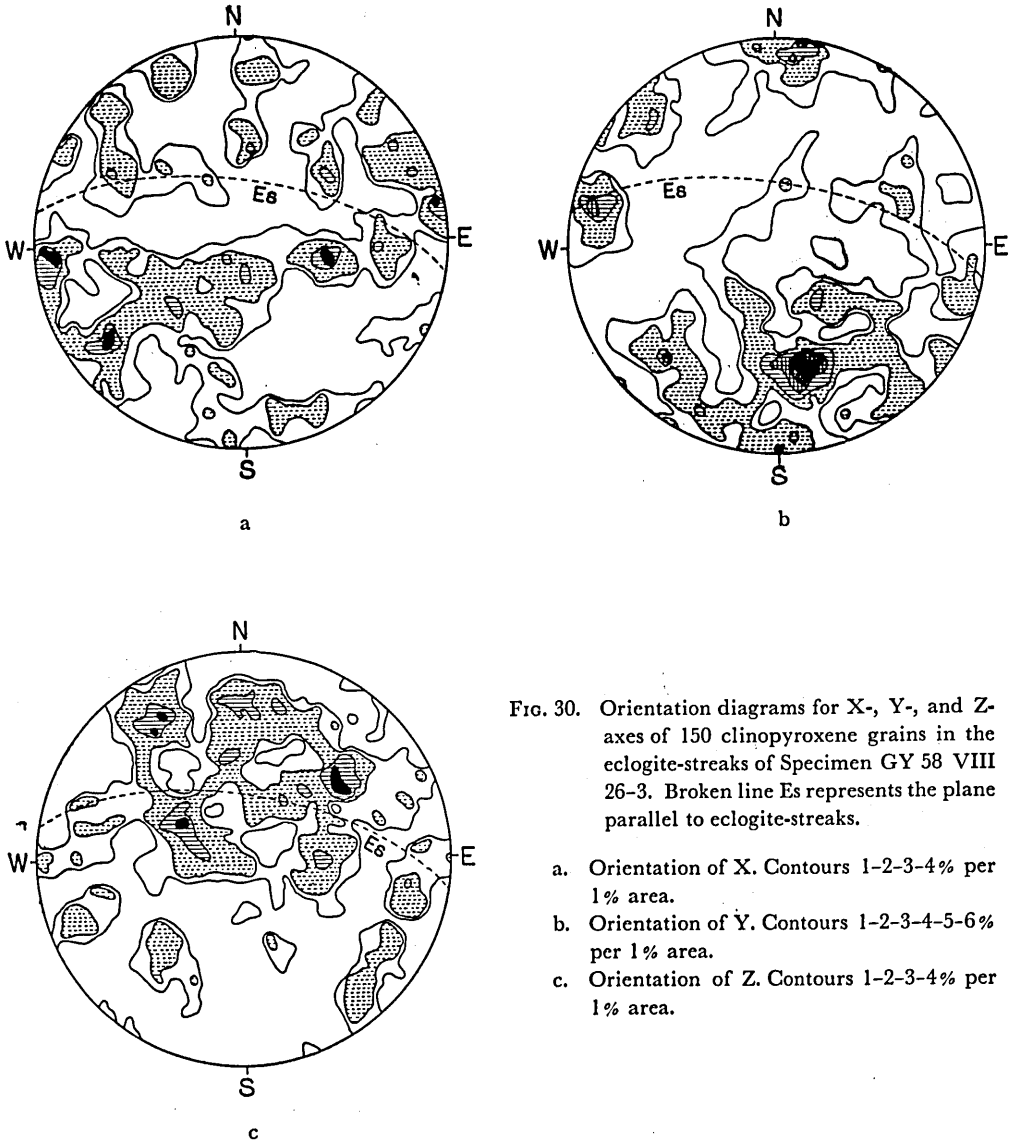 N
N
Es
Es
W
E
W
E
S
S
a
b
N
Es
W
E
S
c
FIG. 30. Orientation diagrams for X-, Y-, and Z-
axes of 150 clinopyroxene grains in the
eclogite-streaks of Specimen GY 58 VIII
26-3. Broken line Es represents the plane
parallel to eclogite-streaks.
a. Orientation of X. Contours 1-2-3-4% per
1% area.
b. Orientation of Y. Contours 1-2-3-4-5-6%
per 1% area.
c. Orientation of Z. Contours 1-2-3-4% per
1% area.